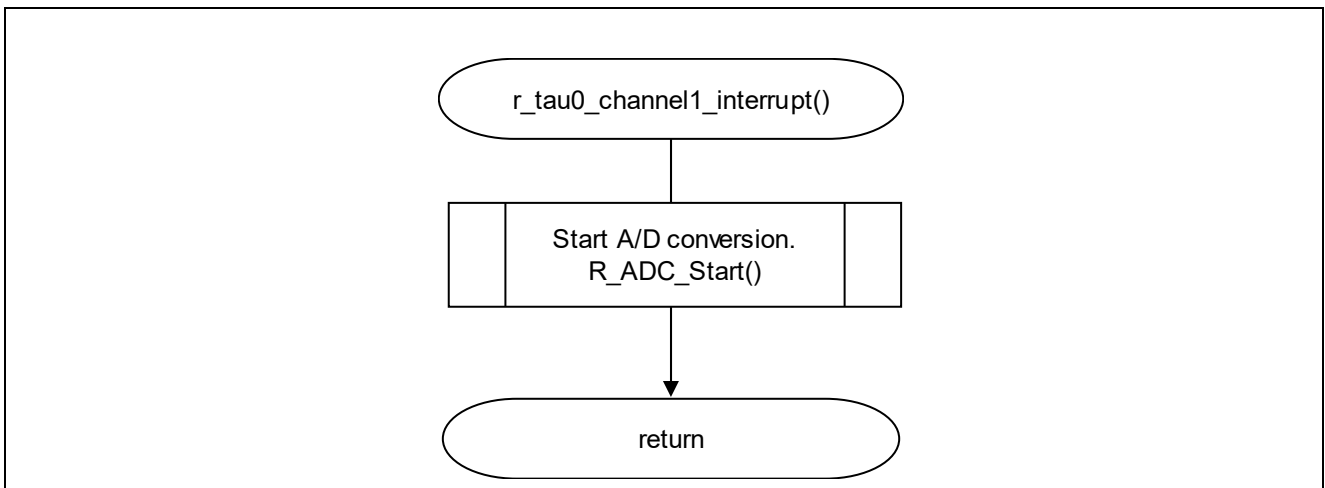 r_tau0_channel1_interrupt()
Start A/D conversion.
R_ADC_Start()
return